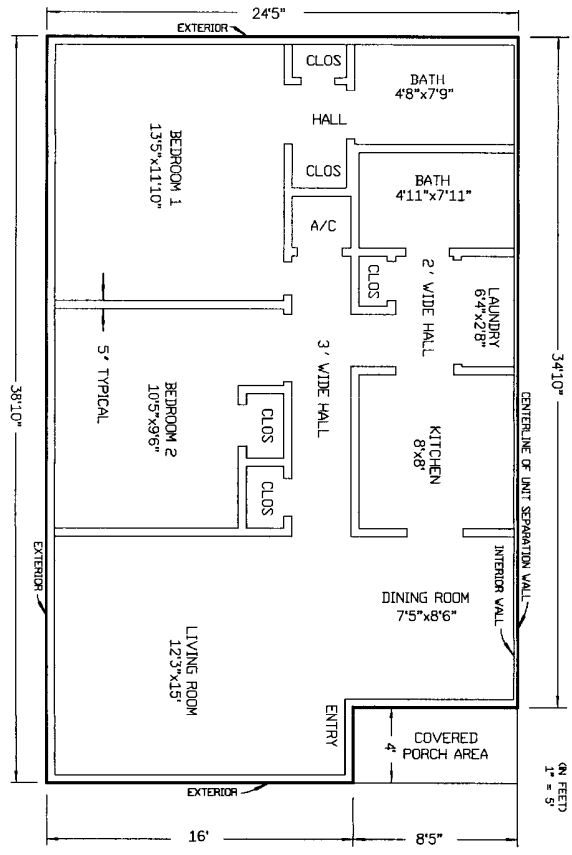 24'5"
EXTERIOR
CLOS
BATH
4'8"x7'9"
HALL
BEDROOM 1
13'5"x11'10"
CLOS
BATH
4'11"x7'11"
A/C
CLOS
2' WIDE HALL
LAUNDRY
6'4"x2'8"
5" TYPICAL
3' WIDE HALL
34'10"
38'10"
BEDROOM 2
10'5"x9'6"
CLOS
CLOS
KITCHEN
8'x8'
CENTERLINE OF UNIT SEPARATION WALL
INTERIOR WALL
EXTERIOR
DINING ROOM
7'5"x8'6"
LIVING ROOM
12'3"x15'
ENTRY
4'
COVERED
PORCH AREA
EXTERIOR
(IN FEET)
1" = 5'
16'
8'5"